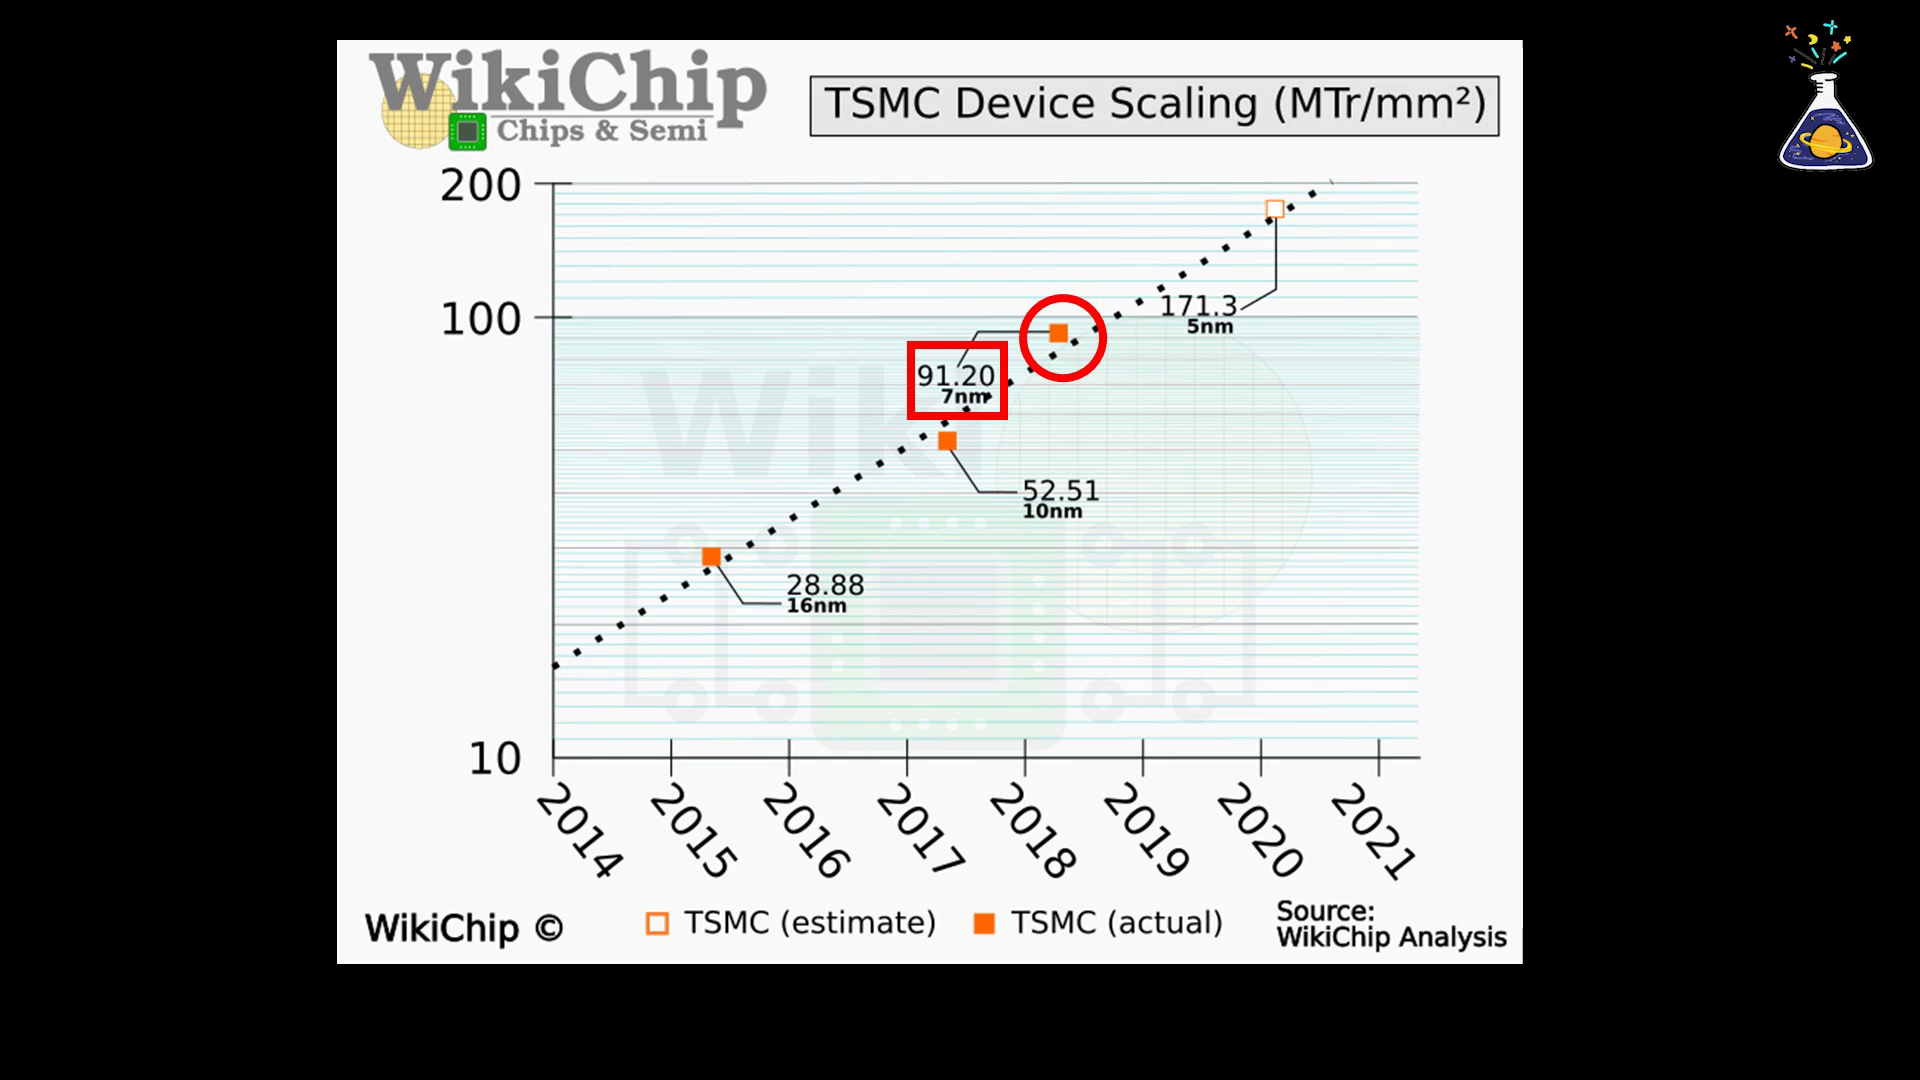 WikiChip
Chips & Semi
TSMC Device Scaling (MTr/mm²)
200
100
10
171.3
5nm
91.20
7nm
52.51
10nm
28.88
16nm
2014
2015
2016
2017
2018
2019
2020
2021
WikiChip ©
TSMC (estimate)
TSMC (actual)
Source:
WikiChip Analysis
Wiki